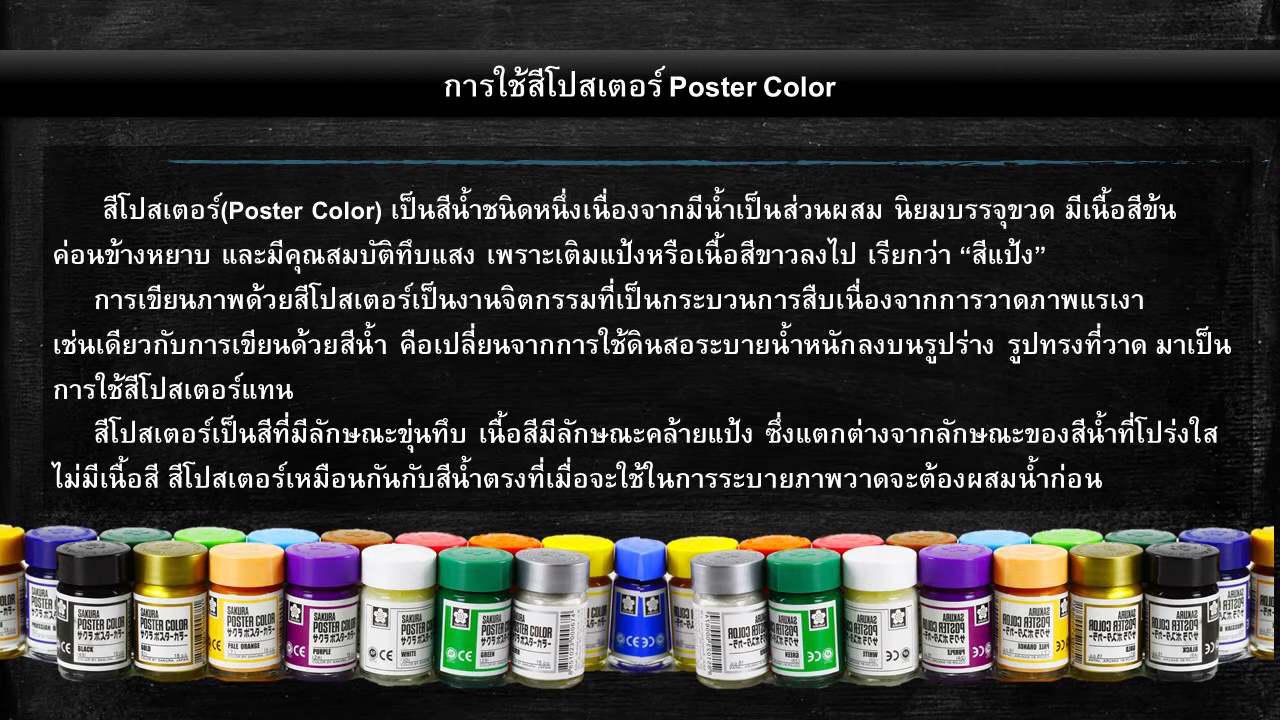 การใช้สีโปสเตอร์ Poster Color
สีโปสเตอร์(Poster Color) เป็นสีน้ำชนิดหนึ่งเนื่องจากมีน้ำเป็นส่วนผสม นิยมบรรจุขวด มีเนื้อสีข้น
ค่อนข้างหยาบ และมีคุณสมบัติทึบแสง เพราะเติมแป้งหรือเนื้อสีขาวลงไป เรียกว่า “สีแป้ง”
การเขียนภาพด้วยสีโปสเตอร์เป็นงานจิตกรรมที่เป็นกระบวนการสืบเนื่องจากการวาดภาพแรเงา
เช่นเดียวกับการเขียนด้วยสีน้ำ คือเปลี่ยนจากการใช้ดินสอระบายน้ำหนักลงบนรูปร่าง รูปทรงที่วาด มาเป็น
การใช้สีโปสเตอร์แทน
สีโปสเตอร์เป็นสีที่มีลักษณะขุ่นทึบ เนื้อสีมีลักษณะคล้ายแป้ง ซึ่งแตกต่างจากลักษณะของสีน้ำที่โปร่งใส
ไม่มีเนื้อสี สีโปสเตอร์เหมือนกันกับสีน้ำตรงที่เมื่อจะใช้ในการระบายภาพวาดจะต้องผสมน้ำก่อน
SAKURA
POSTER COLOR
サクラ ポスターカラー
BLACK
GOLD
PALE ORANGE
PURPLE
WHITE
GREEN